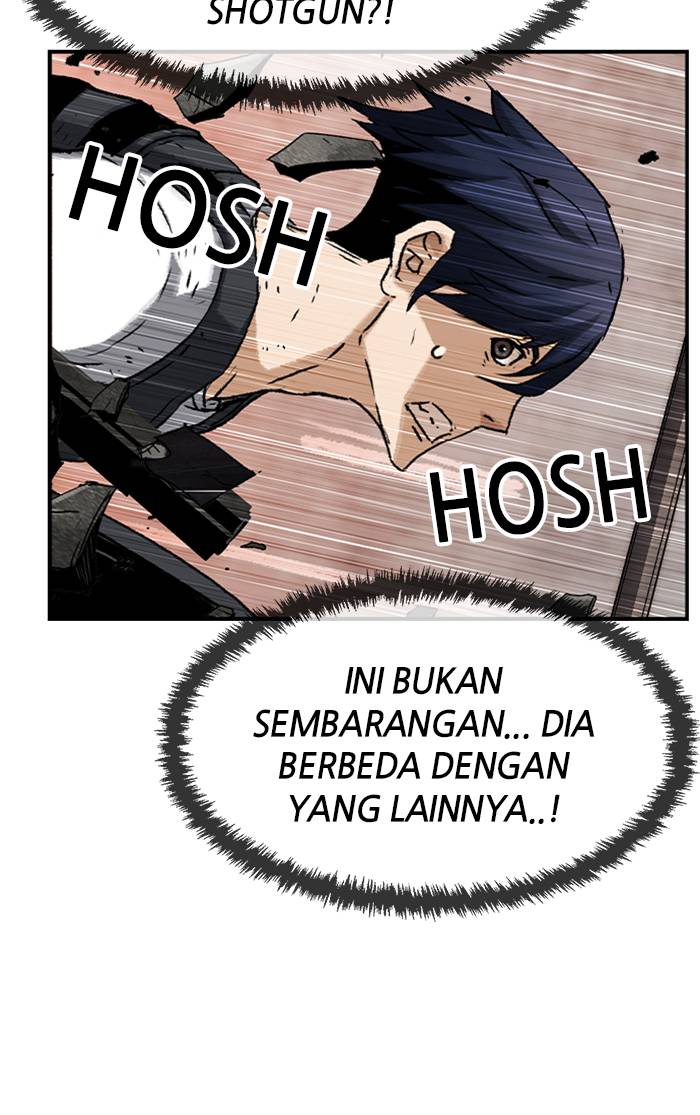 SHOTGUN?!
HOSH
HOSH
INI BUKAN
SEMBARANGAN... DIA
BERBEDA DENGAN
YANG LAINNYA..!